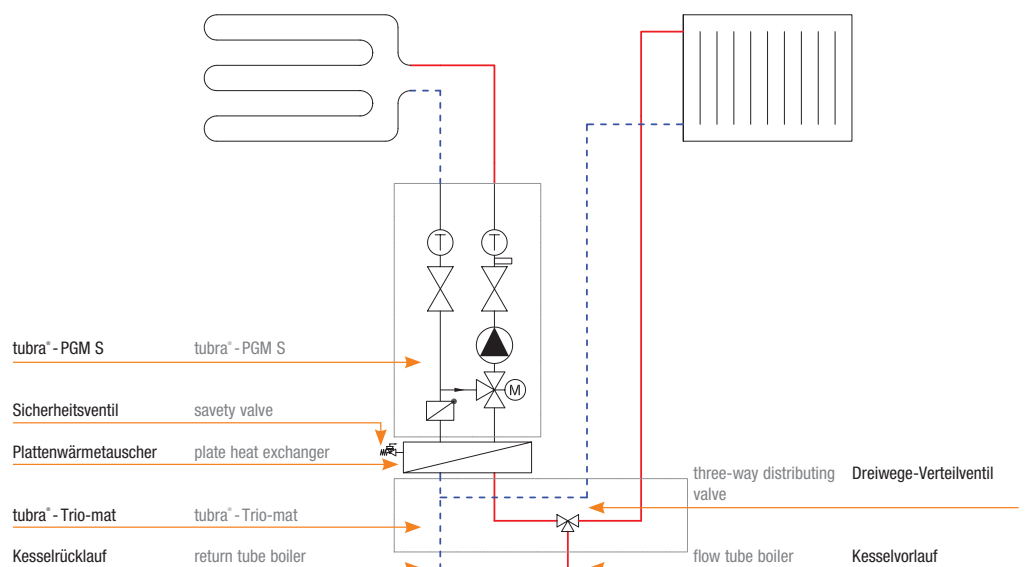 T T
M
tubra®-PGM S tubra®-PGM S
Sicherheitsventil savety valve
Plattenwärmetauscher plate heat exchanger
three-way distributing Dreiwege-Verteilventil
valve
tubra®-Trio-mat tubra®-Trio-mat
Kesselrücklauf return tube boiler flow tube boiler Kesselvorlauf